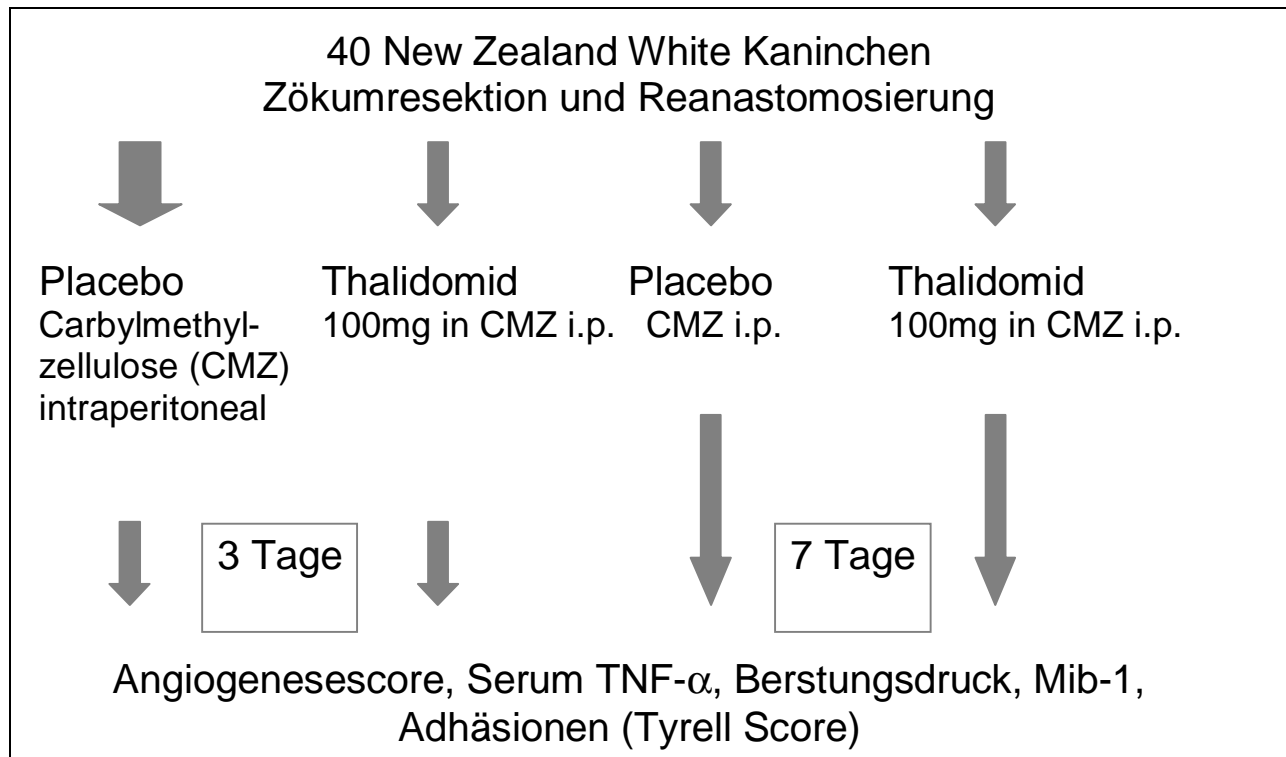 40 New Zealand White Kaninchen
Zökumresektion und Reanastomosierung
Placebo
Carbylmethyl-
zellulose (CMZ)
intraperitoneal
Thalidomid
100mg in CMZ i.p.
Placebo
CMZ i.p.
Thalidomid
100mg in CMZ i.p.
3 Tage
7 Tage
Angiogenesescore, Serum TNF-α, Berstungsdruck, Mib-1,
Adhäsionen (Tyrell Score)